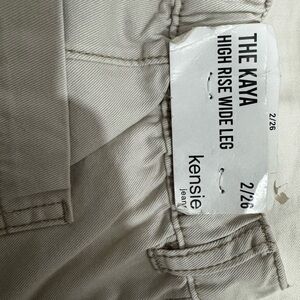 THE KAYA
HIGH RISE WIDE LEG
2/26
kensie
jeans
2/26